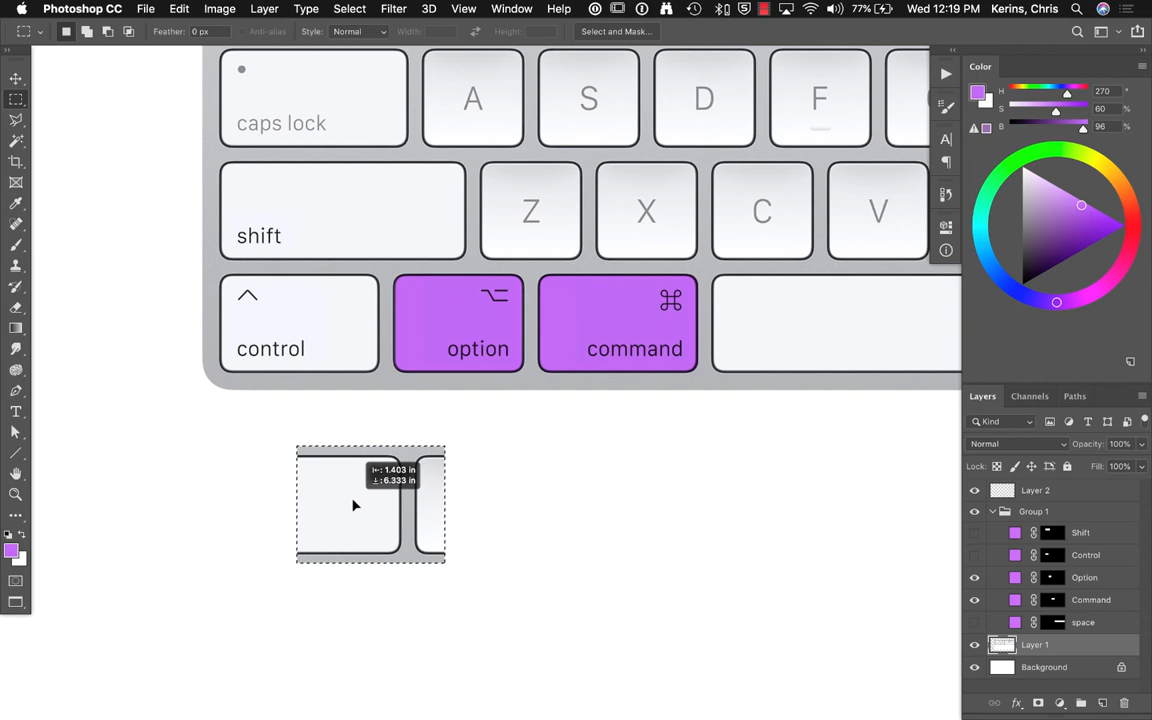 Photoshop CC File Edit Image Layer Type Select Filter 3D View Window Help 77% Wed 12:19 PM Kerins, Chris
Feather: 0 px Anti-alias Style: Normal Width: Height: Select and Mask...
caps lock A S D F
shift Z X C V
control option command
⌥ ⌘
1.403 in
6.333 in
Color
H 270 °
S 60 %
B 96 %
Layers Channels Paths
Kind
Normal Opacity: 100%
Lock: Fill: 100%
Layer 2
Group 1
Shift
Control
Option
Command
space
Layer 1
Background
fx